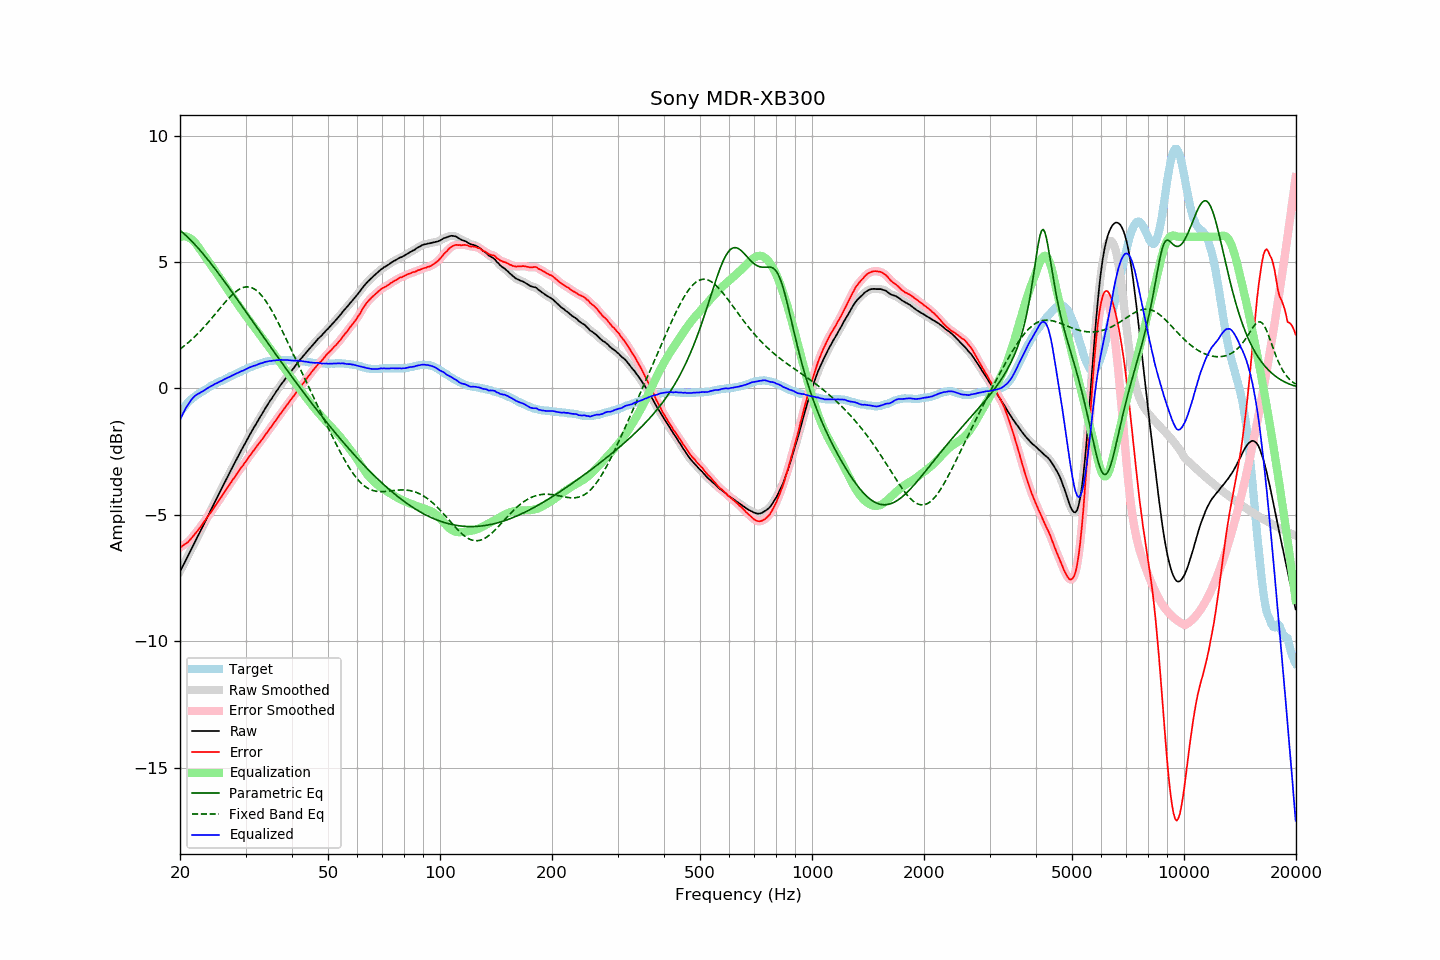 Sony MDR-XB300
10
5
0
−5
−10
−15
Amplitude (dBr)
Target
Raw Smoothed
Error Smoothed
Raw
Error
Equalization
Parametric Eq
Fixed Band Eq
Equalized
20 50 100 200 500 1000 2000 5000 10000 20000
Frequency (Hz)